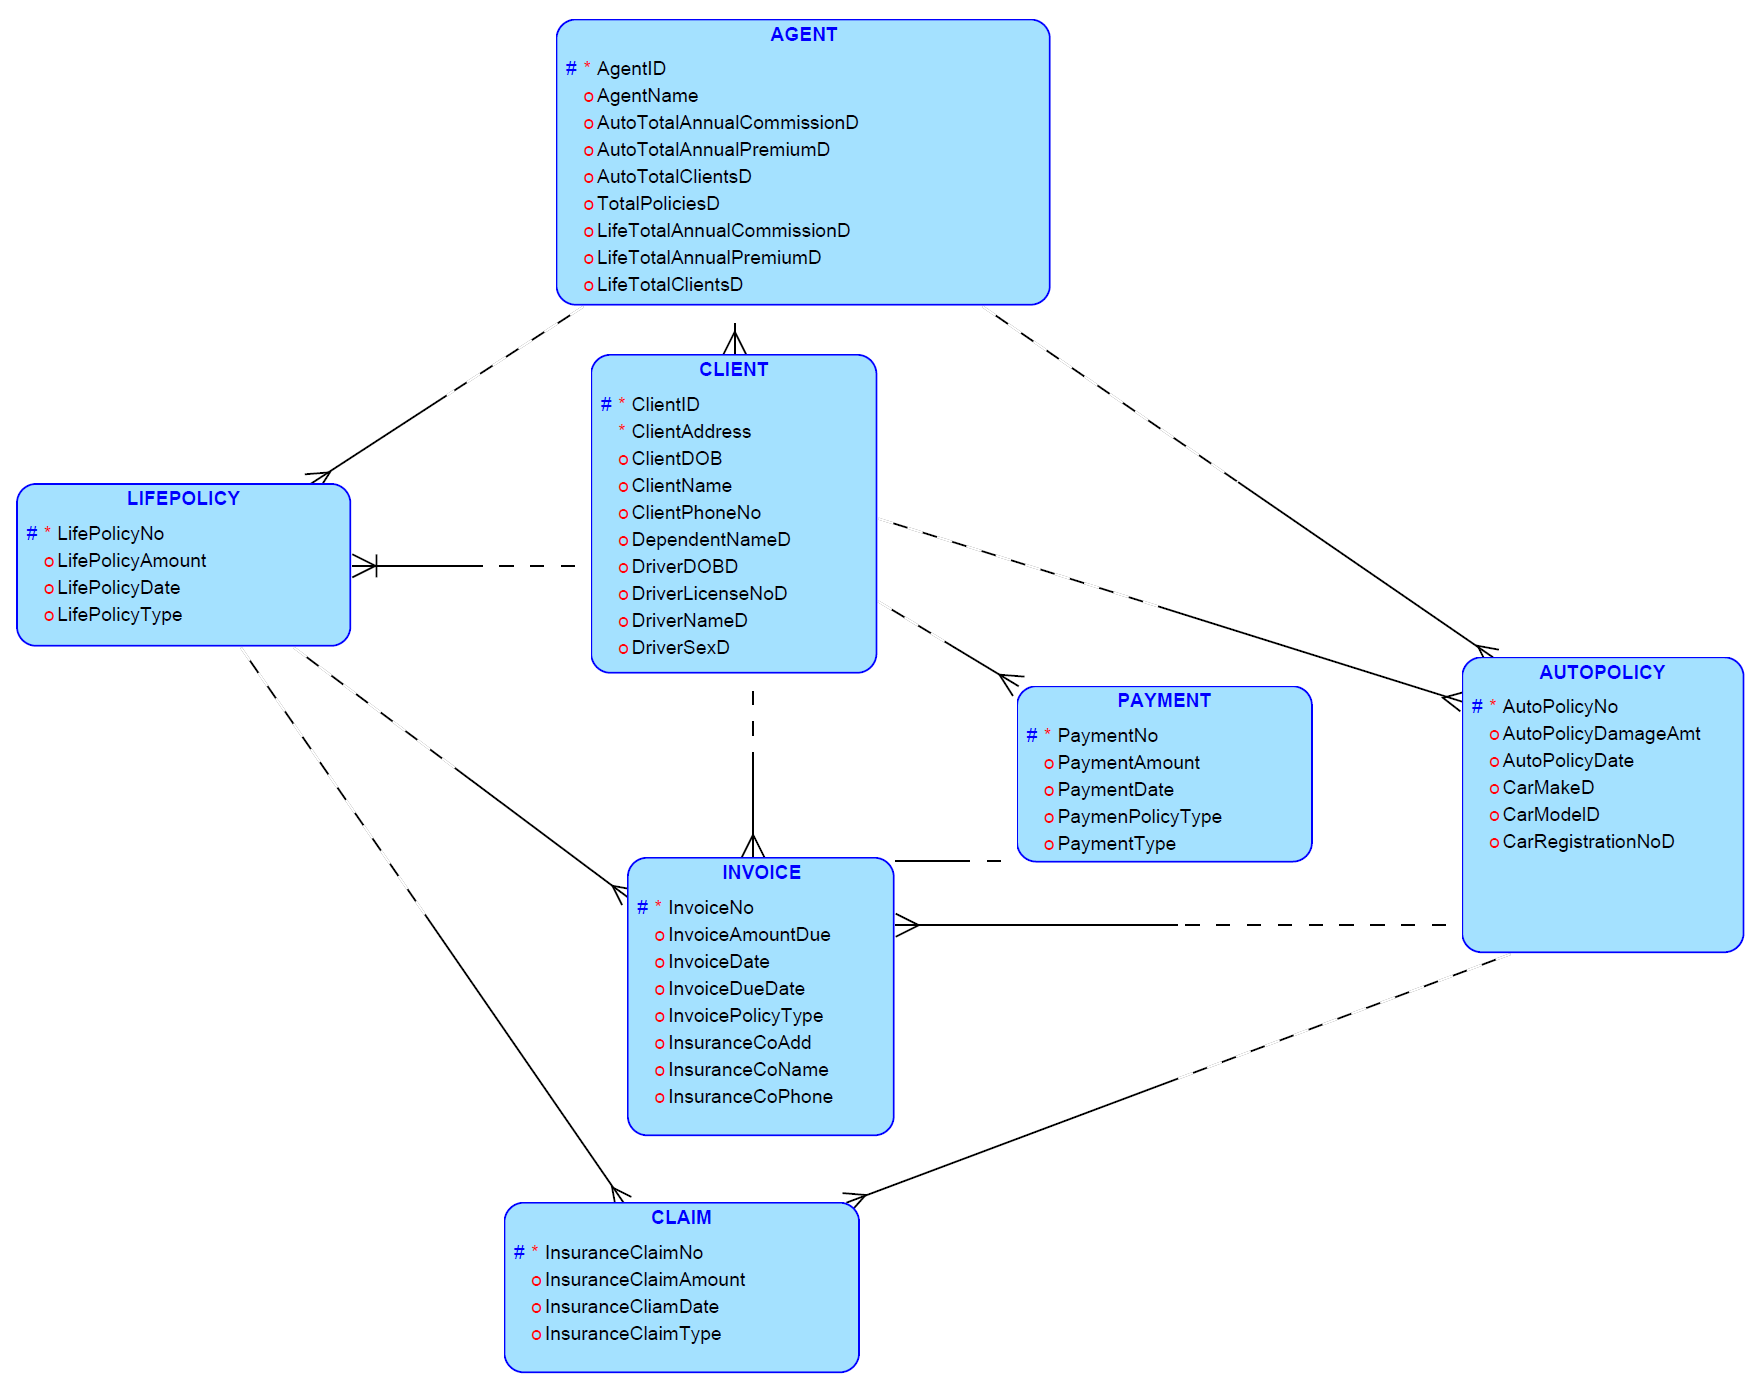 AGENT
# * AgentID
o AgentName
o AutoTotalAnnualCommissionD
o AutoTotalAnnualPremiumD
o AutoTotalClientsD
o TotalPoliciesD
o LifeTotalAnnualCommissionD
o LifeTotalAnnualPremiumD
o LifeTotalClientsD
CLIENT
# * ClientID
* ClientAddress
o ClientDOB
o ClientName
o ClientPhoneNo
o DependentNameD
o DriverDOBD
o DriverLicenseNoD
o DriverNameD
o DriverSexD
LIFEPOLICY
# * LifePolicyNo
o LifePolicyAmount
o LifePolicyDate
o LifePolicyType
AUTOPOLICY
# * AutoPolicyNo
o AutoPolicyDamageAmt
o AutoPolicyDate
o CarMakeD
o CarModelD
o CarRegistrationNoD
PAYMENT
# * PaymentNo
o PaymentAmount
o PaymentDate
o PaymenPolicyType
o PaymentType
INVOICE
# * InvoiceNo
o InvoiceAmountDue
o InvoiceDate
o InvoiceDueDate
o InvoicePolicyType
o InsuranceCoAdd
o InsuranceCoName
o InsuranceCoPhone
CLAIM
# * InsuranceClaimNo
o InsuranceClaimAmount
o InsuranceCliamDate
o InsuranceClaimType